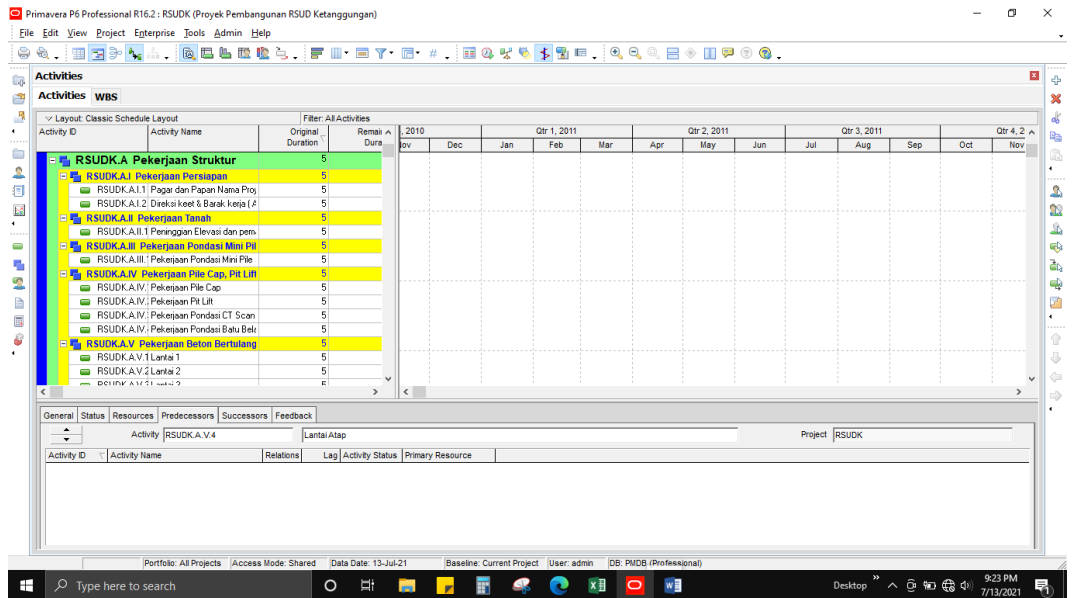 Primavera P6 Professional R16.2 : RSUDK (Proyek Pembangunan RSUD Ketanggungan)
File Edit View Project Enterprise Tools Admin Help
Activities
Activities WBS
Layout: Classic Schedule Layout Filter: All Activities
Activity ID Activity Name Original Duration Remain Dura
, 2010 Qtr 1, 2011 Qtr 2, 2011 Qtr 3, 2011 Qtr 4, 2
lov Dec Jan Feb Mar Apr May Jun Jul Aug Sep Oct Nov
RSUDK.A Pekerjaan Struktur 5
RSUDK.A.I Pekerjaan Persiapan 5
RSUDK.A.I.1 Pagar dan Papan Nama Proy 5
RSUDK.A.I.2 Direksi keet & Barak kerja ( A 5
RSUDK.A.II Pekerjaan Tanah 5
RSUDK.A.II.1 Peninggian Elevasi dan pem 5
RSUDK.A.III Pekerjaan Pondasi Mini Pil 5
RSUDK.A.III. Pekerjaan Pondasi Mini Pile 5
RSUDK.A.IV Pekerjaan Pile Cap, Pit Lift 5
RSUDK.A.IV. Pekerjaan Pile Cap 5
RSUDK.A.IV. Pekerjaan Pit Lift 5
RSUDK.A.IV. Pekerjaan Pondasi CT Scan 5
RSUDK.A.IV. Pekerjaan Pondasi Batu Bela 5
RSUDK.A.V Pekerjaan Beton Bertulang 5
RSUDK.A.V.1 Lantai 1 5
RSUDK.A.V.2 Lantai 2 5
General Status Resources Predecessors Successors Feedback
Activity RSUDK.A.V.4 Lantai Atap Project RSUDK
Activity ID Activity Name Relations Lag Activity Status Primary Resource
Portfolio: All Projects Access Mode: Shared Data Date: 13-Jul-21 Baseline: Current Project User: admin DB: PMDB (Professional)
Type here to search Desktop 9:23 PM
7/13/2021